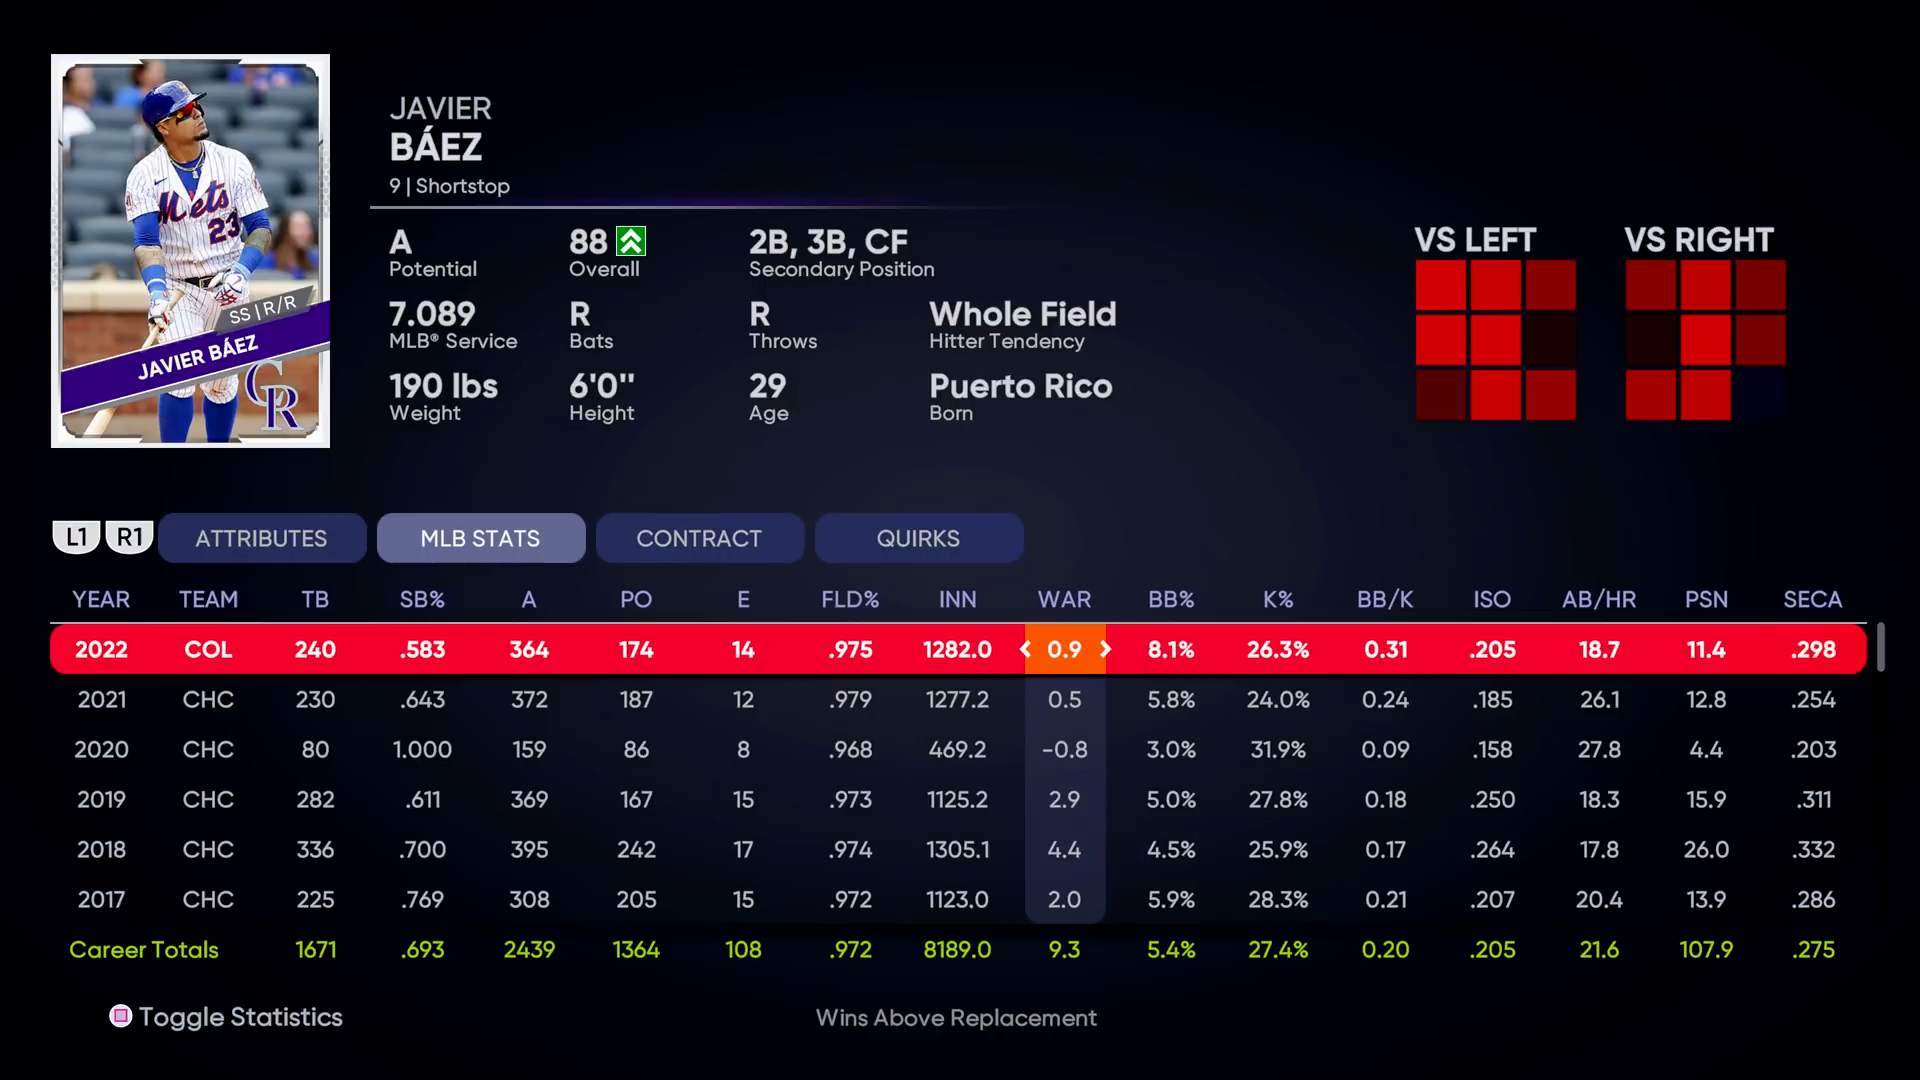 Mets
23
SS | R/R
JAVIER BÁEZ
CR
JAVIER
BÁEZ
9 | Shortstop
A
Potential
88
Overall
2B, 3B, CF
Secondary Position
7.089
MLB® Service
R
Bats
R
Throws
Whole Field
Hitter Tendency
190 lbs
Weight
6'0"
Height
29
Age
Puerto Rico
Born
VS LEFT
VS RIGHT
L1 R1 ATTRIBUTES MLB STATS CONTRACT QUIRKS
YEAR TEAM TB SB% A PO E FLD% INN WAR BB% K% BB/K ISO AB/HR PSN SECA
2022 COL 240 .583 364 174 14 .975 1282.0 < 0.9 > 8.1% 26.3% 0.31 .205 18.7 11.4 .298
2021 CHC 230 .643 372 187 12 .979 1277.2 0.5 5.8% 24.0% 0.24 .185 26.1 12.8 .254
2020 CHC 80 1.000 159 86 8 .968 469.2 -0.8 3.0% 31.9% 0.09 .158 27.8 4.4 .203
2019 CHC 282 .611 369 167 15 .973 1125.2 2.9 5.0% 27.8% 0.18 .250 18.3 15.9 .311
2018 CHC 336 .700 395 242 17 .974 1305.1 4.4 4.5% 25.9% 0.17 .264 17.8 26.0 .332
2017 CHC 225 .769 308 205 15 .972 1123.0 2.0 5.9% 28.3% 0.21 .207 20.4 13.9 .286
Career Totals 1671 .693 2439 1364 108 .972 8189.0 9.3 5.4% 27.4% 0.20 .205 21.6 107.9 .275
Toggle Statistics
Wins Above Replacement